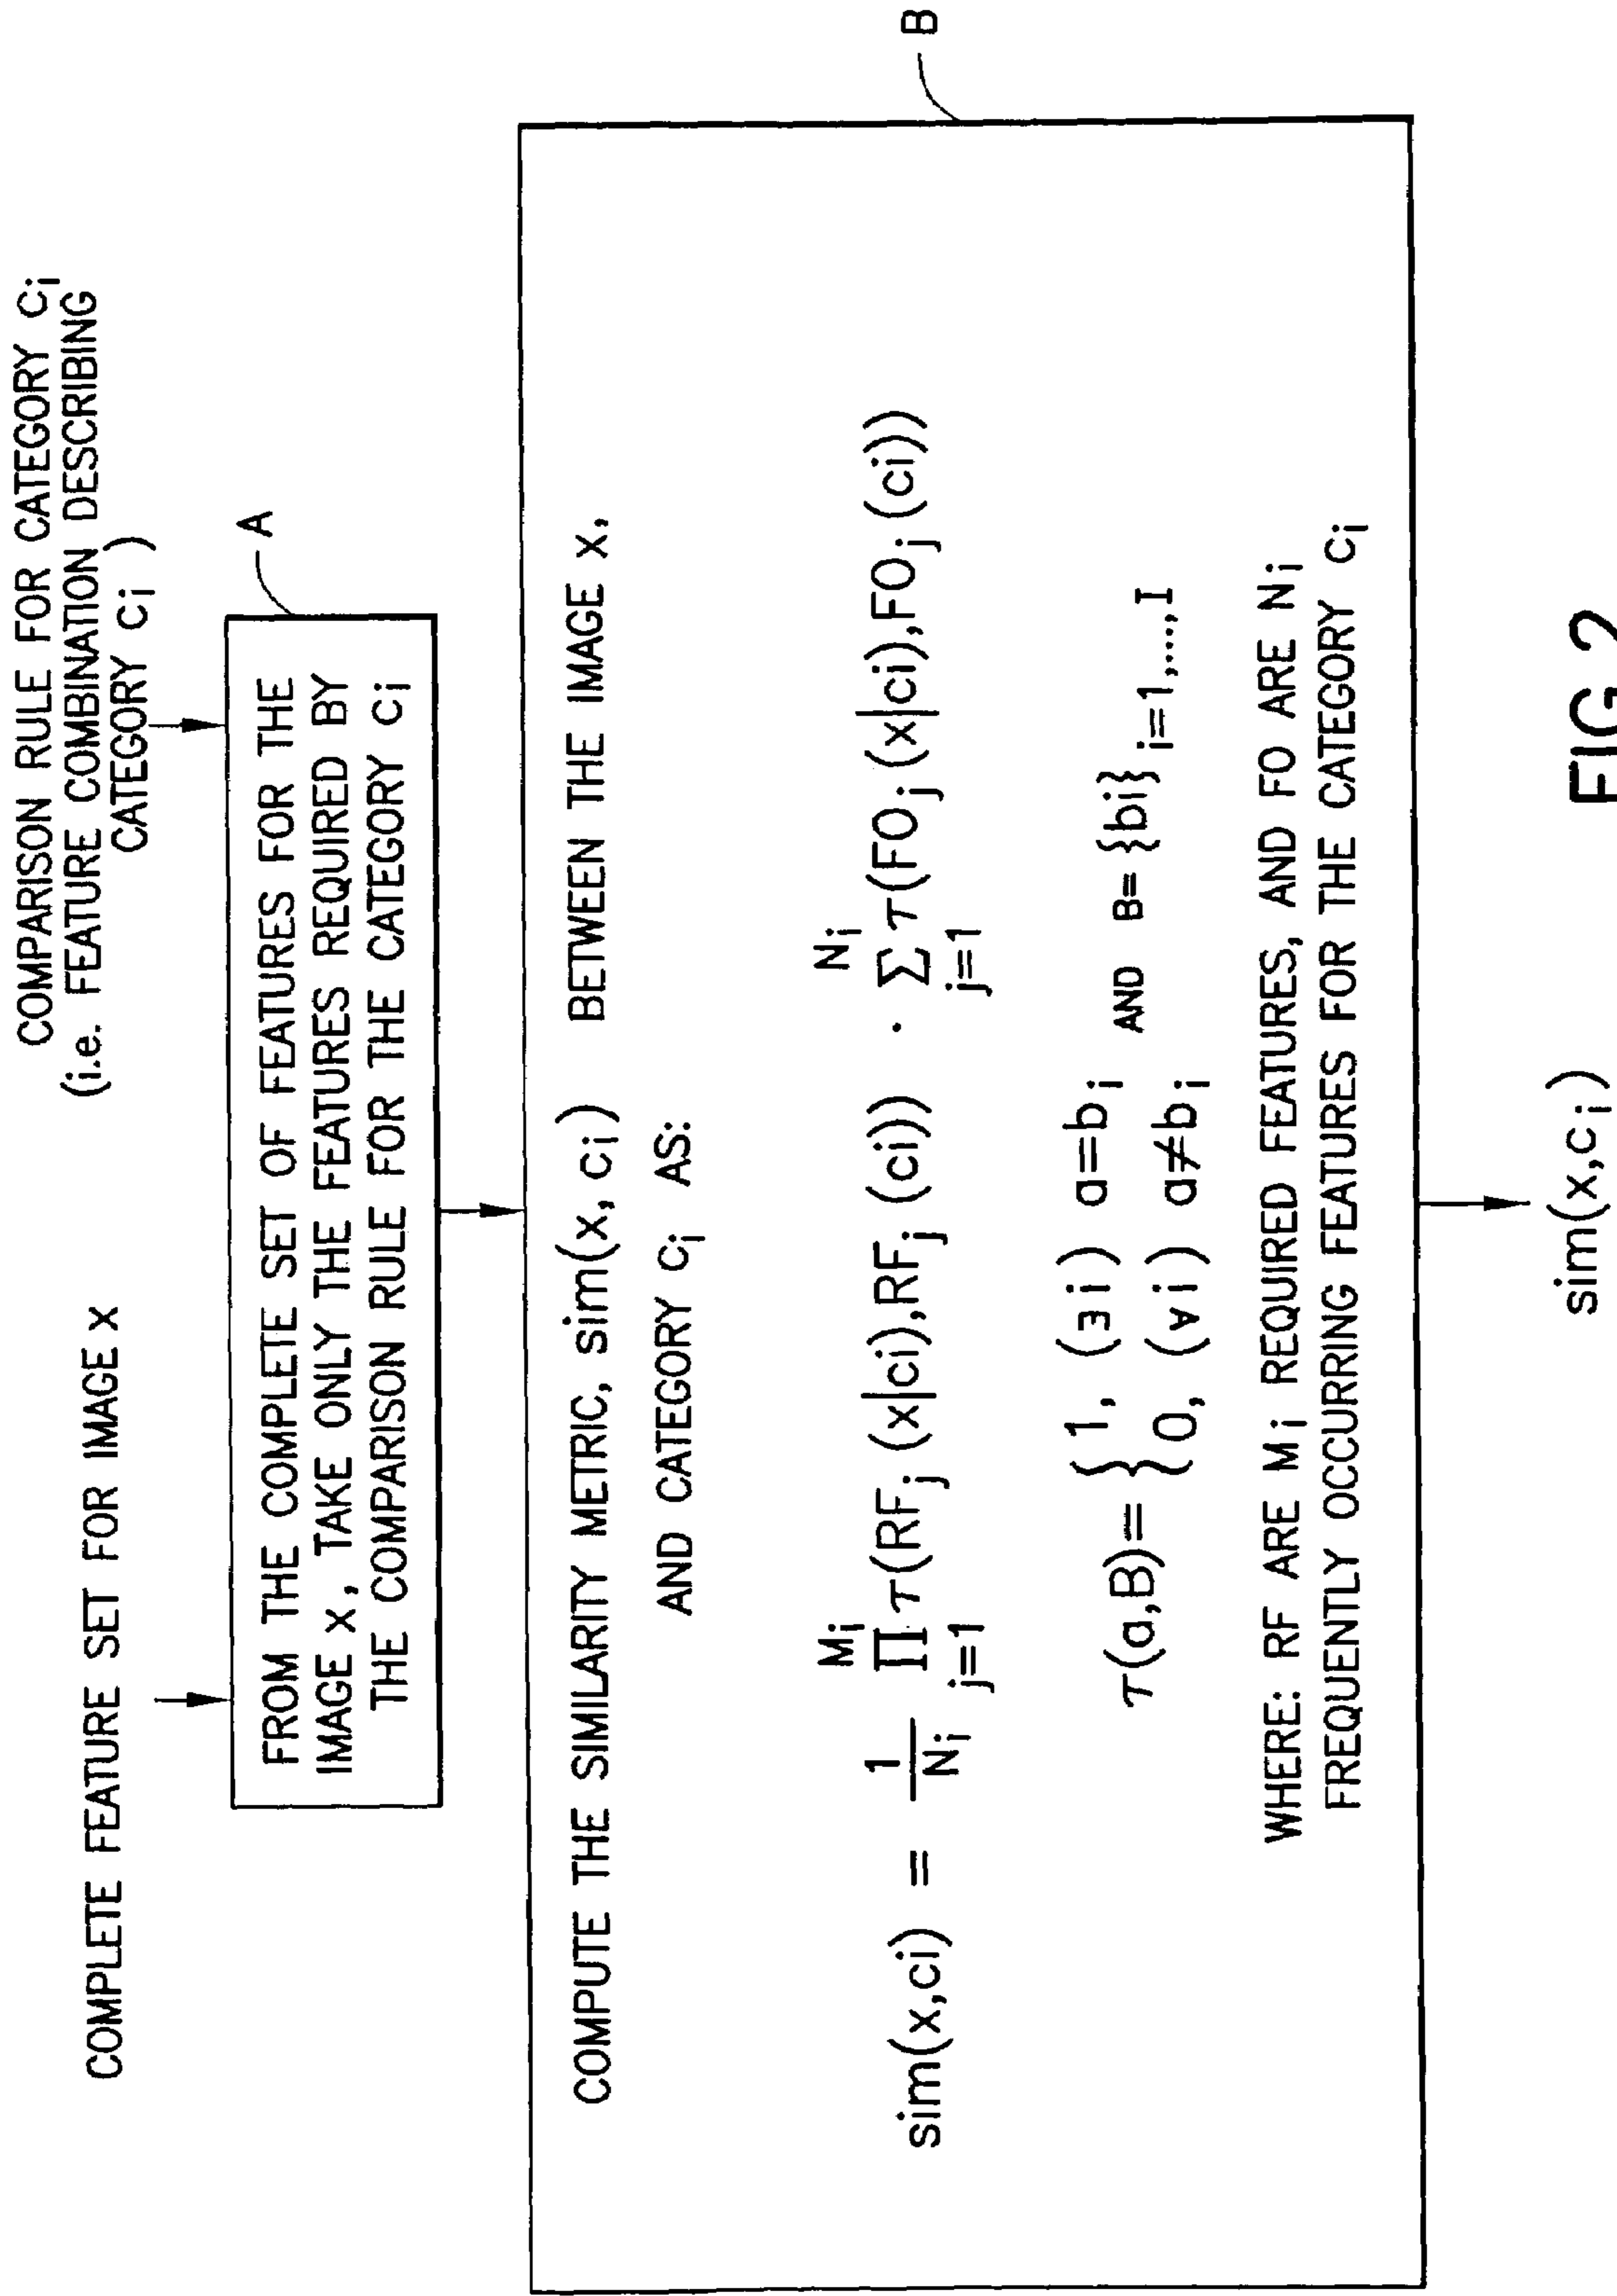 COMPLETE FEATURE SET FOR IMAGE x
COMPARISON RULE FOR CATEGORY ci
(i.e. FEATURE COMBINATION DESCRIBING
CATEGORY ci )
A
FROM THE COMPLETE SET OF FEATURES FOR THE
IMAGE x, TAKE ONLY THE FEATURES REQUIRED BY
THE COMPARISON RULE FOR THE CATEGORY ci
B
COMPUTE THE SIMILARITY METRIC, sim(x, ci) BETWEEN THE IMAGE x,
AND CATEGORY ci AS:
sim(x,ci) = 1/Ni ∏ j=1 Mi τ(RFj (x|ci),RFj (ci)) · Σ j=1 Ni τ(FOj (x|ci),FOj (ci))
τ(a,B)= { 1, (∃i) a=bi
{ 0, (∀i) a≠bi
AND B={bi} i=1,....,I
WHERE: RF ARE Mi REQUIRED FEATURES, AND FO ARE Ni
FREQUENTLY OCCURRING FEATURES FOR THE CATEGORY ci
sim(x,ci)
FIG.2